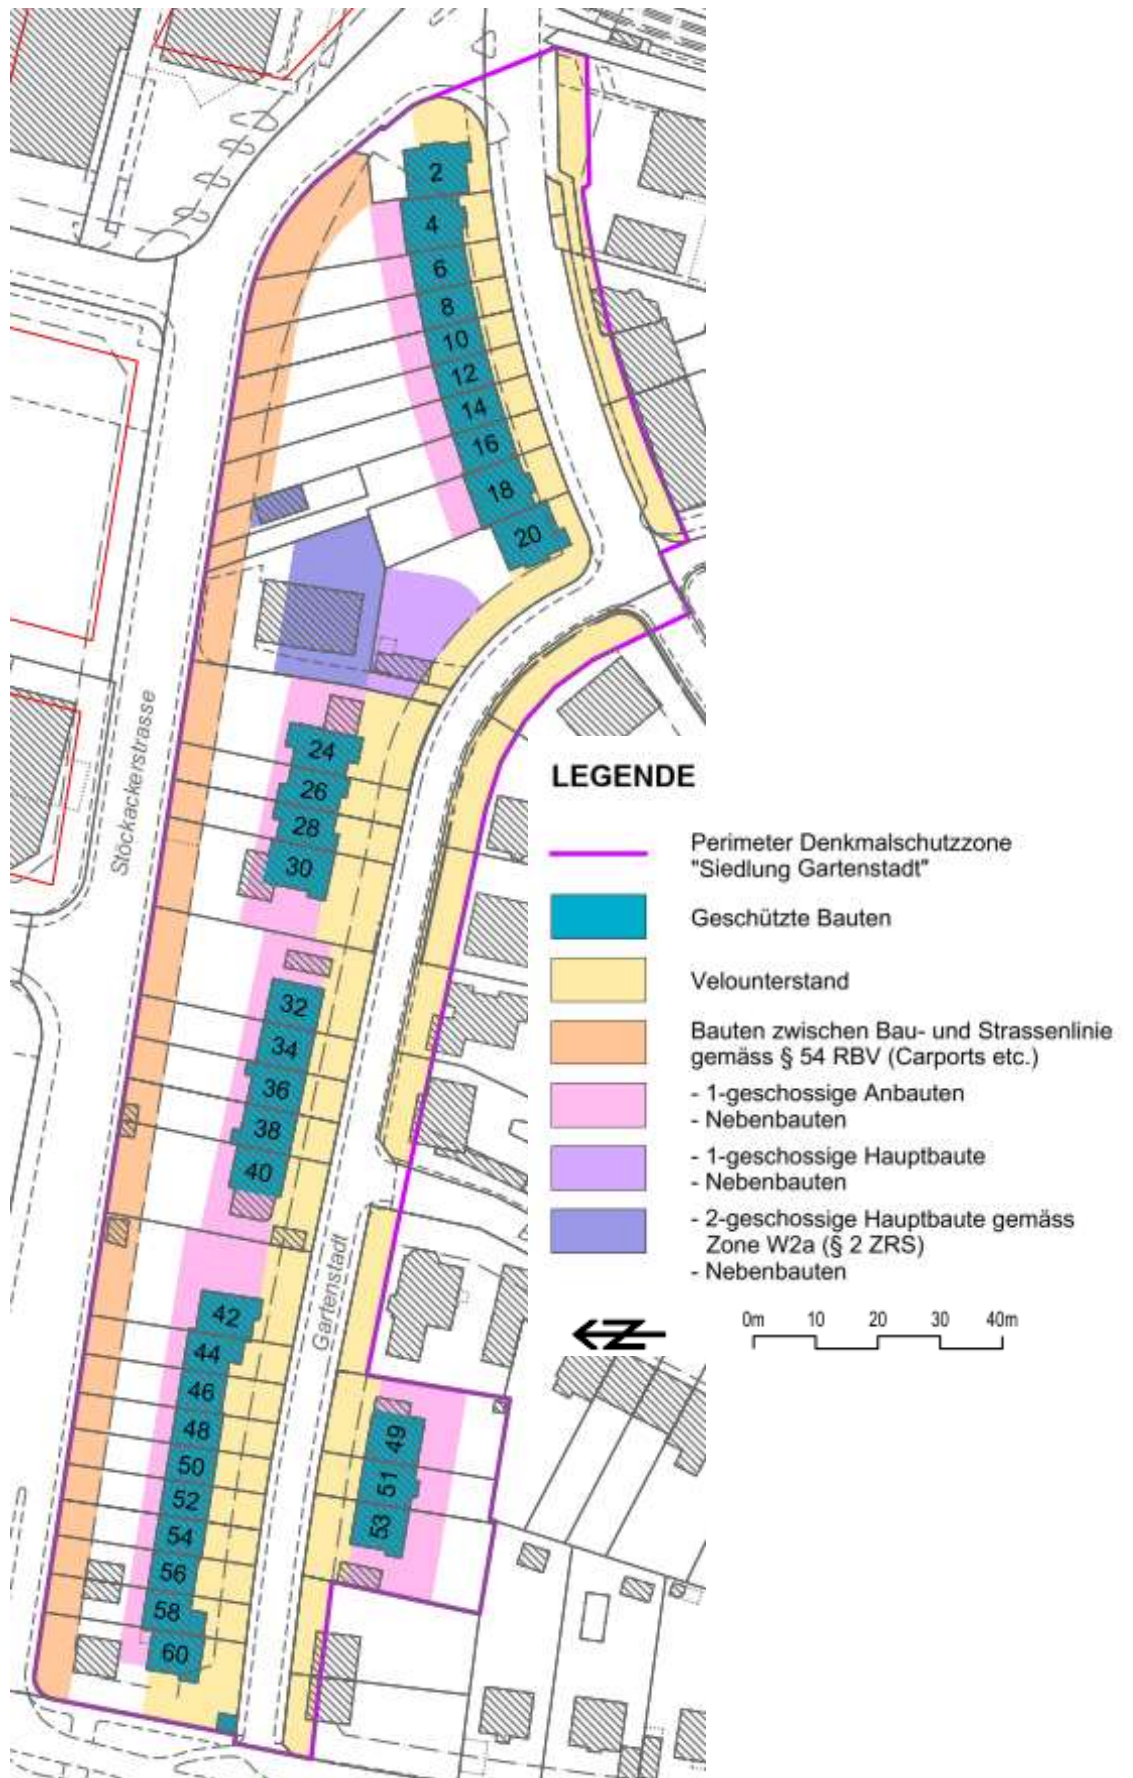 2
4
6
8
10
12
14
16
18
20
24
26
28
30
32
34
36
38
40
42
44
46
48
50
52
54
56
58
60
49
51
53
Stöckackerstrasse
Gartenstadt
LEGENDE
Perimeter Denkmalschutzzone
"Siedlung Gartenstadt"
Geschützte Bauten
Velounterstand
Bauten zwischen Bau- und Strassenlinie
gemäss § 54 RBV (Carports etc.)
- 1-geschossige Anbauten
- Nebenbauten
- 1-geschossige Hauptbaute
- Nebenbauten
- 2-geschossige Hauptbaute gemäss
Zone W2a (§ 2 ZRS)
- Nebenbauten
Z
0m 10 20 30 40m